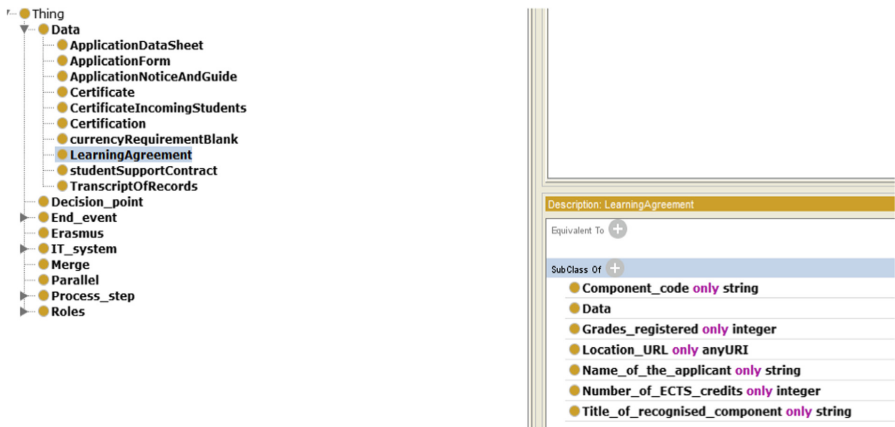 Thing
Data
ApplicationDataSheet
ApplicationForm
ApplicationNoticeAndGuide
Certificate
CertificateIncomingStudents
Certification
currencyRequirementBlank
LearningAgreement
studentSupportContract
TranscriptOfRecords
Decision_point
End_event
Erasmus
IT_system
Merge
Parallel
Process_step
Roles
Description: LearningAgreement
Equivalent To
SubClass Of
Component_code only string
Data
Grades_registered only integer
Location_URL only anyURI
Name_of_the_applicant only string
Number_of_ECTS_credits only integer
Title_of_recognised_component only string